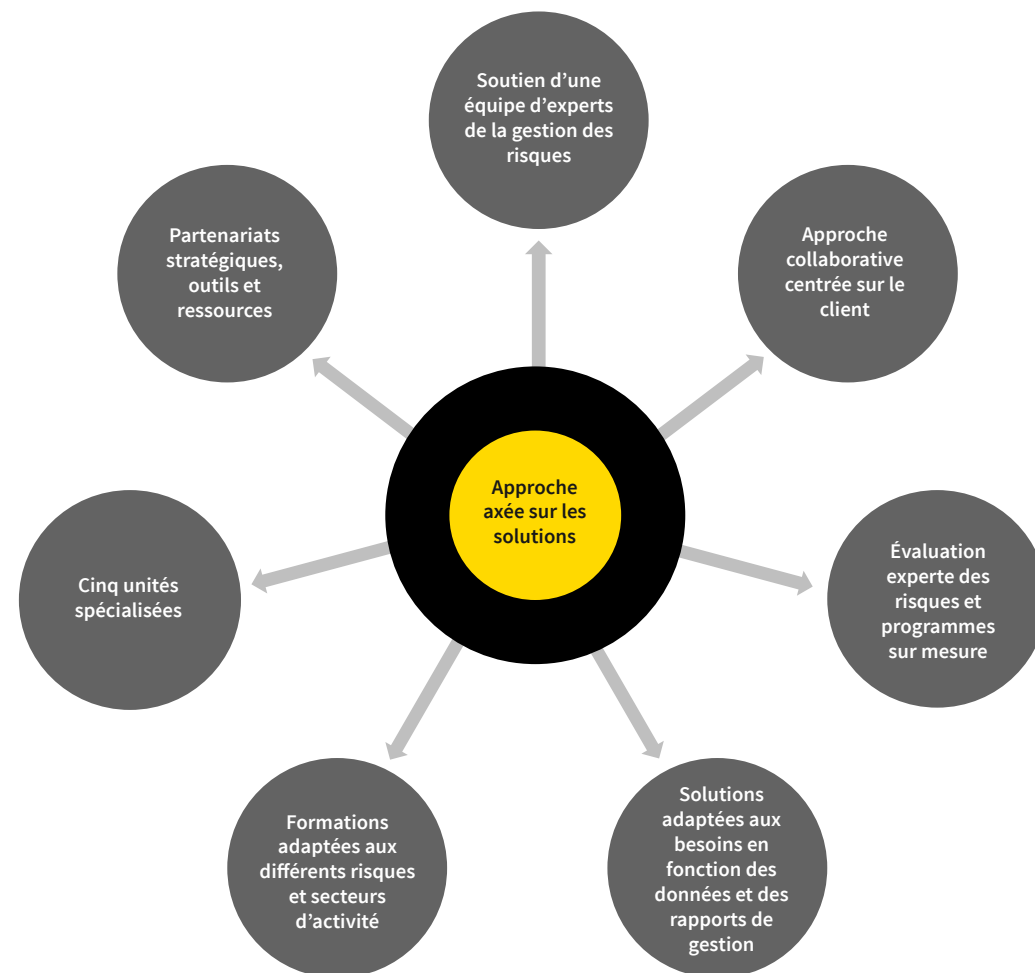 Soutien d’une
équipe d’experts
de la gestion des
risques
Approche
collaborative
centrée sur le
client
Évaluation
experte des
risques et
programmes
sur mesure
Solutions
adaptées aux
besoins en
fonction des
données et des
rapports de
gestion
Formations
adaptées aux
différents risques
et secteurs
d’activité
Cinq unités
spécialisées
Partenariats
stratégiques,
outils et
ressources
Approche
axée sur les
solutions